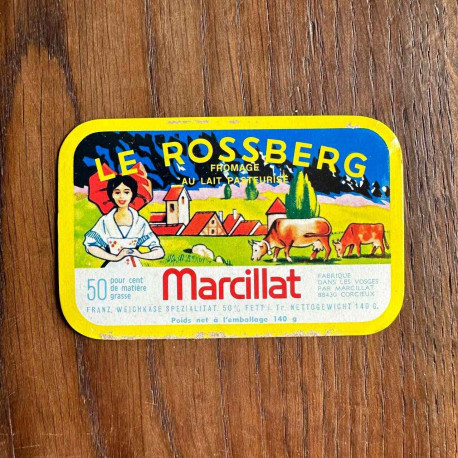 LE ROSSBERG
FROMAGE
AU LAIT PASTEURISÉ
50 pour cent
de matière
grasse
Marcillat
FABRIQUÉ
DANS LES VOSGES
PAR MARCILLAT
88430 CORCIEUX
FRANZ. WEICHKÄSE SPEZIALITÄT. 50% FETT i. Tr. NETTOGEWICHT 140 G.
Poids net à l'emballage 140 g